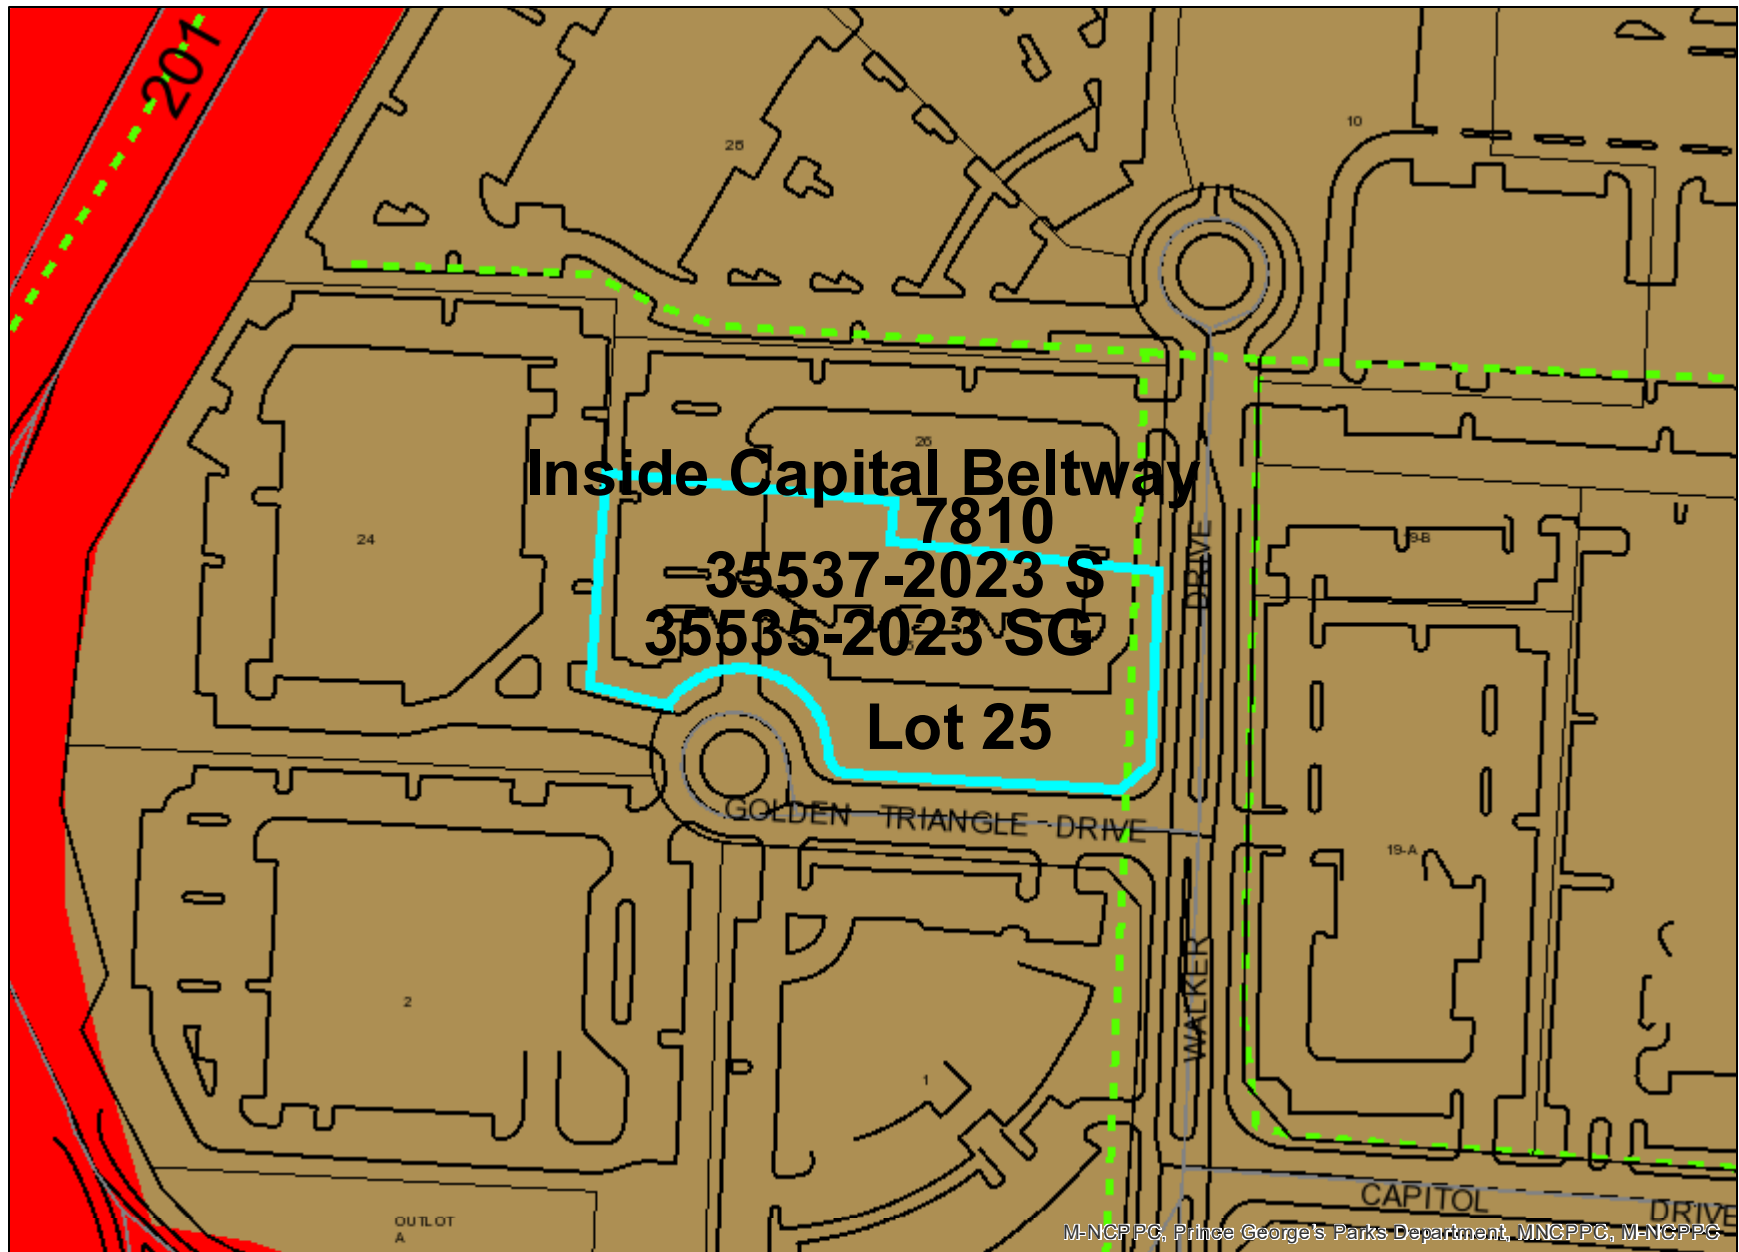 201
28
10
26
Inside Capital Beltway
7810
24
19-B
35537-2023 S
DRIVE
35535-2023 SG
Lot 25
GOLDEN TRIANGLE DRIVE
19-A
WALKER
2
1
CAPITOL DRIVE
OUTLOT
A
M-NCPPC, Prince George's Parks Department, MNCPPC, M-NCPPC